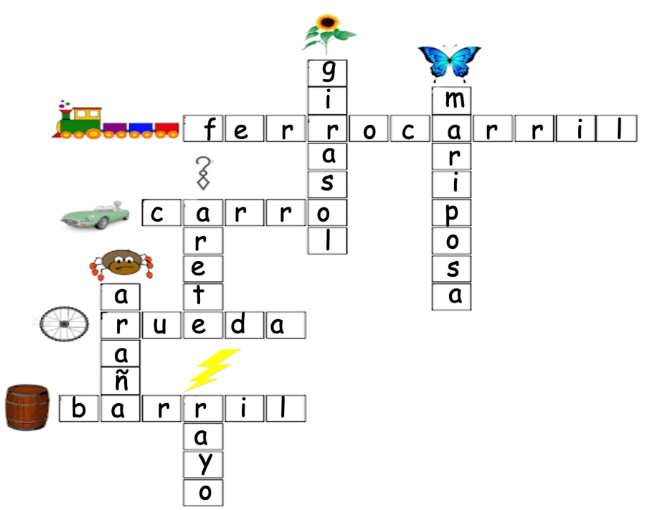 girasol
mariposa
ferrocarril
carro
arete
araña
rueda
barril
rayo